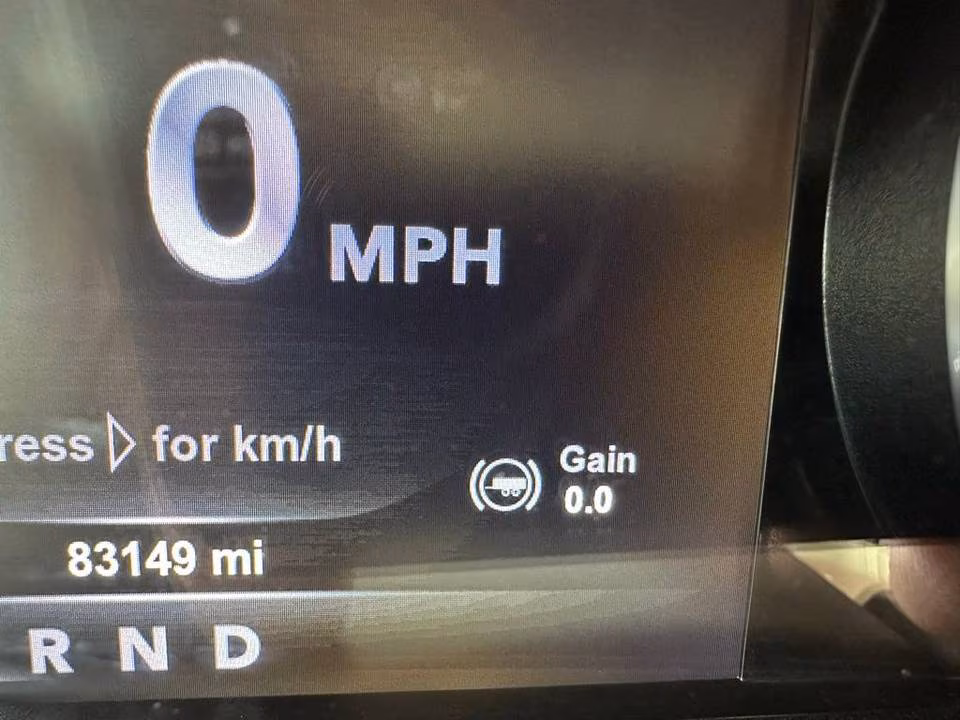 0 MPH
ress ▷ for km/h
Gain
0.0
83149 mi
R N D